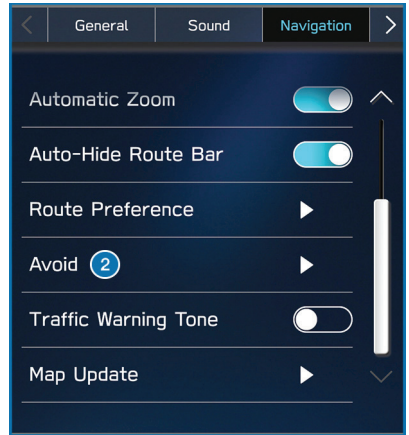 General Sound Navigation
Automatic Zoom
Auto-Hide Route Bar
Route Preference
Avoid 2
Traffic Warning Tone
Map Update